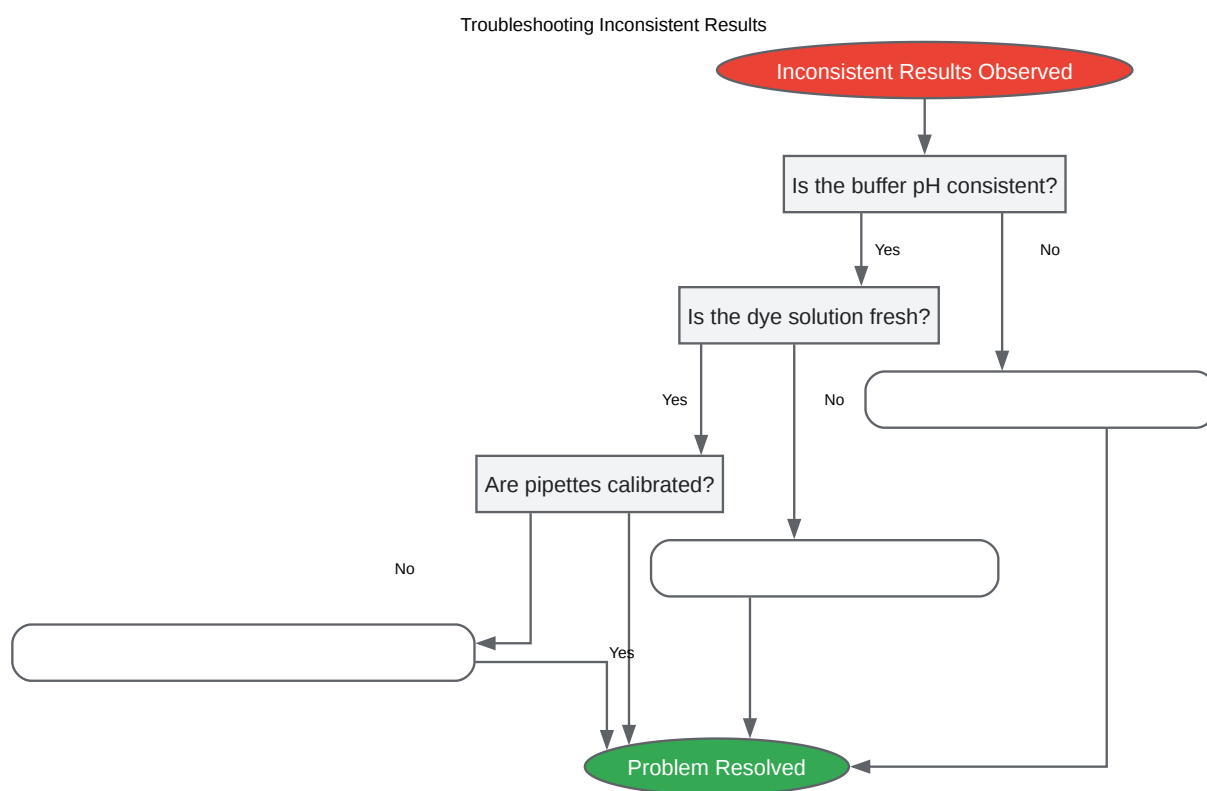 Troubleshooting Inconsistent Results
Inconsistent Results Observed
Is the buffer pH consistent?
Yes
No
Is the dye solution fresh?
Yes
No
Are pipettes calibrated?
No
Yes
Problem Resolved